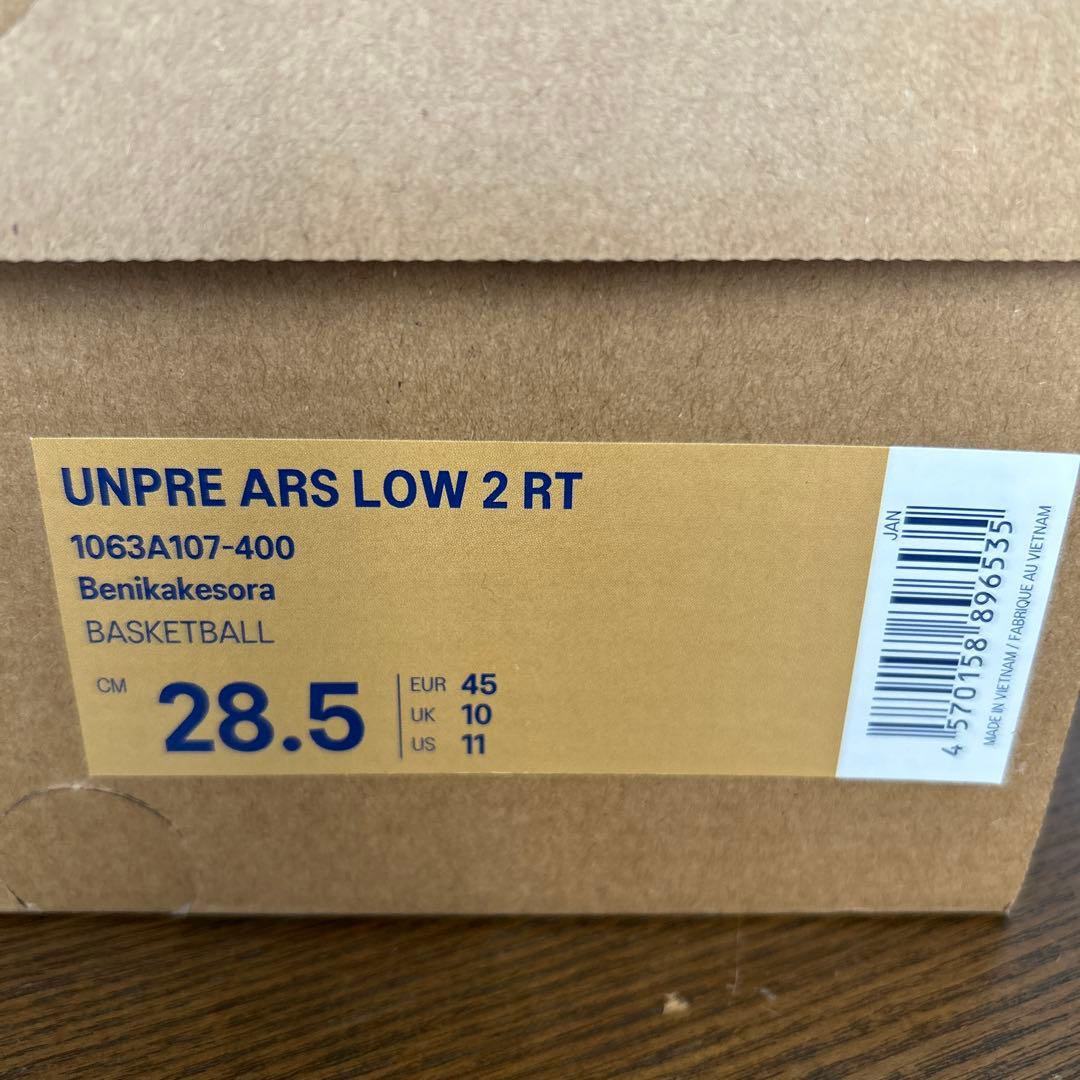 UNPRE ARS LOW 2 RT
1063A107-400
Benikakesora
BASKETBALL
CM 28.5
EUR 45
UK 10
US 11
JAN
4 570158 896535
MADE IN VIETNAM / FABRIQUE AU VIETNAM